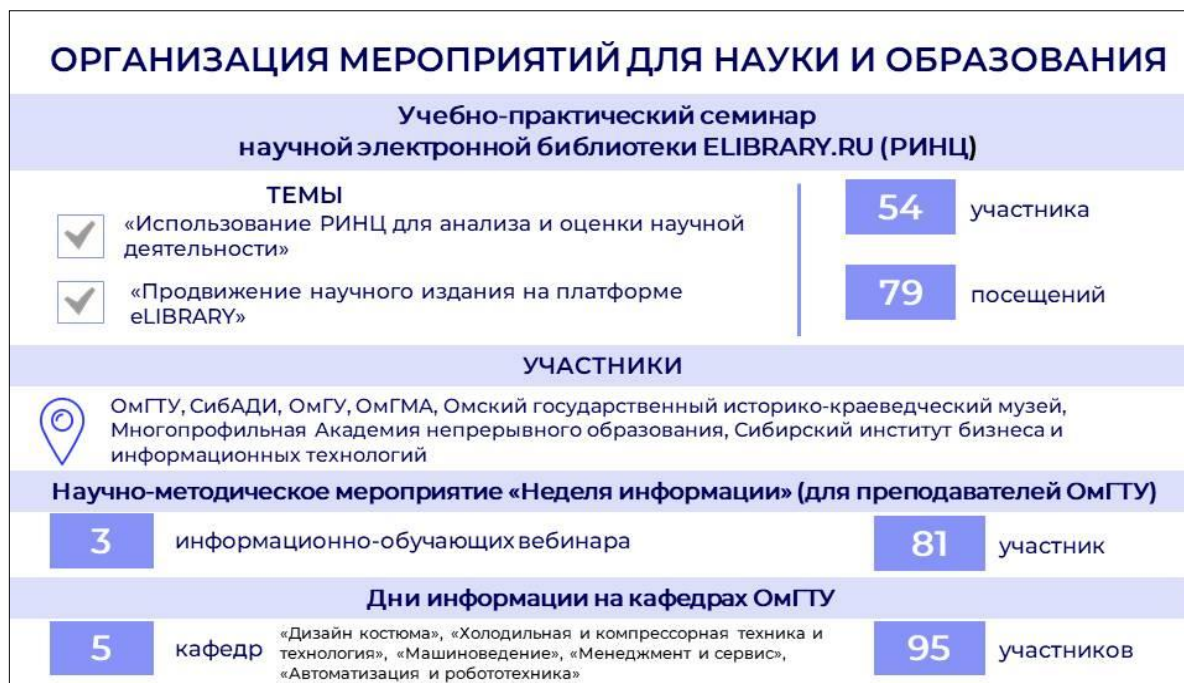 ОРГАНИЗАЦИЯ МЕРОПРИЯТИЙ ДЛЯ НАУКИ И ОБРАЗОВАНИЯ
Учебно-практический семинар
научной электронной библиотеки ELIBRARY.RU (РИНЦ)
ТЕМЫ
«Использование РИНЦ для анализа и оценки научной
деятельности»
«Продвижение научного издания на платформе
eLIBRARY»
54 участника
79 посещений
УЧАСТНИКИ
ОмГТУ, СибАДИ, ОмГУ, ОмГМА, Омский государственный историко-краеведческий музей,
Многопрофильная Академия непрерывного образования, Сибирский институт бизнеса и
информационных технологий
Научно-методическое мероприятие «Неделя информации» (для преподавателей ОмГТУ)
3 информационно-обучающих вебинара
81 участник
Дни информации на кафедрах ОмГТУ
5 кафедр
«Дизайн костюма», «Холодильная и компрессорная техника и
технология», «Машиноведение», «Менеджмент и сервис»,
«Автоматизация и робототехника»
95 участников